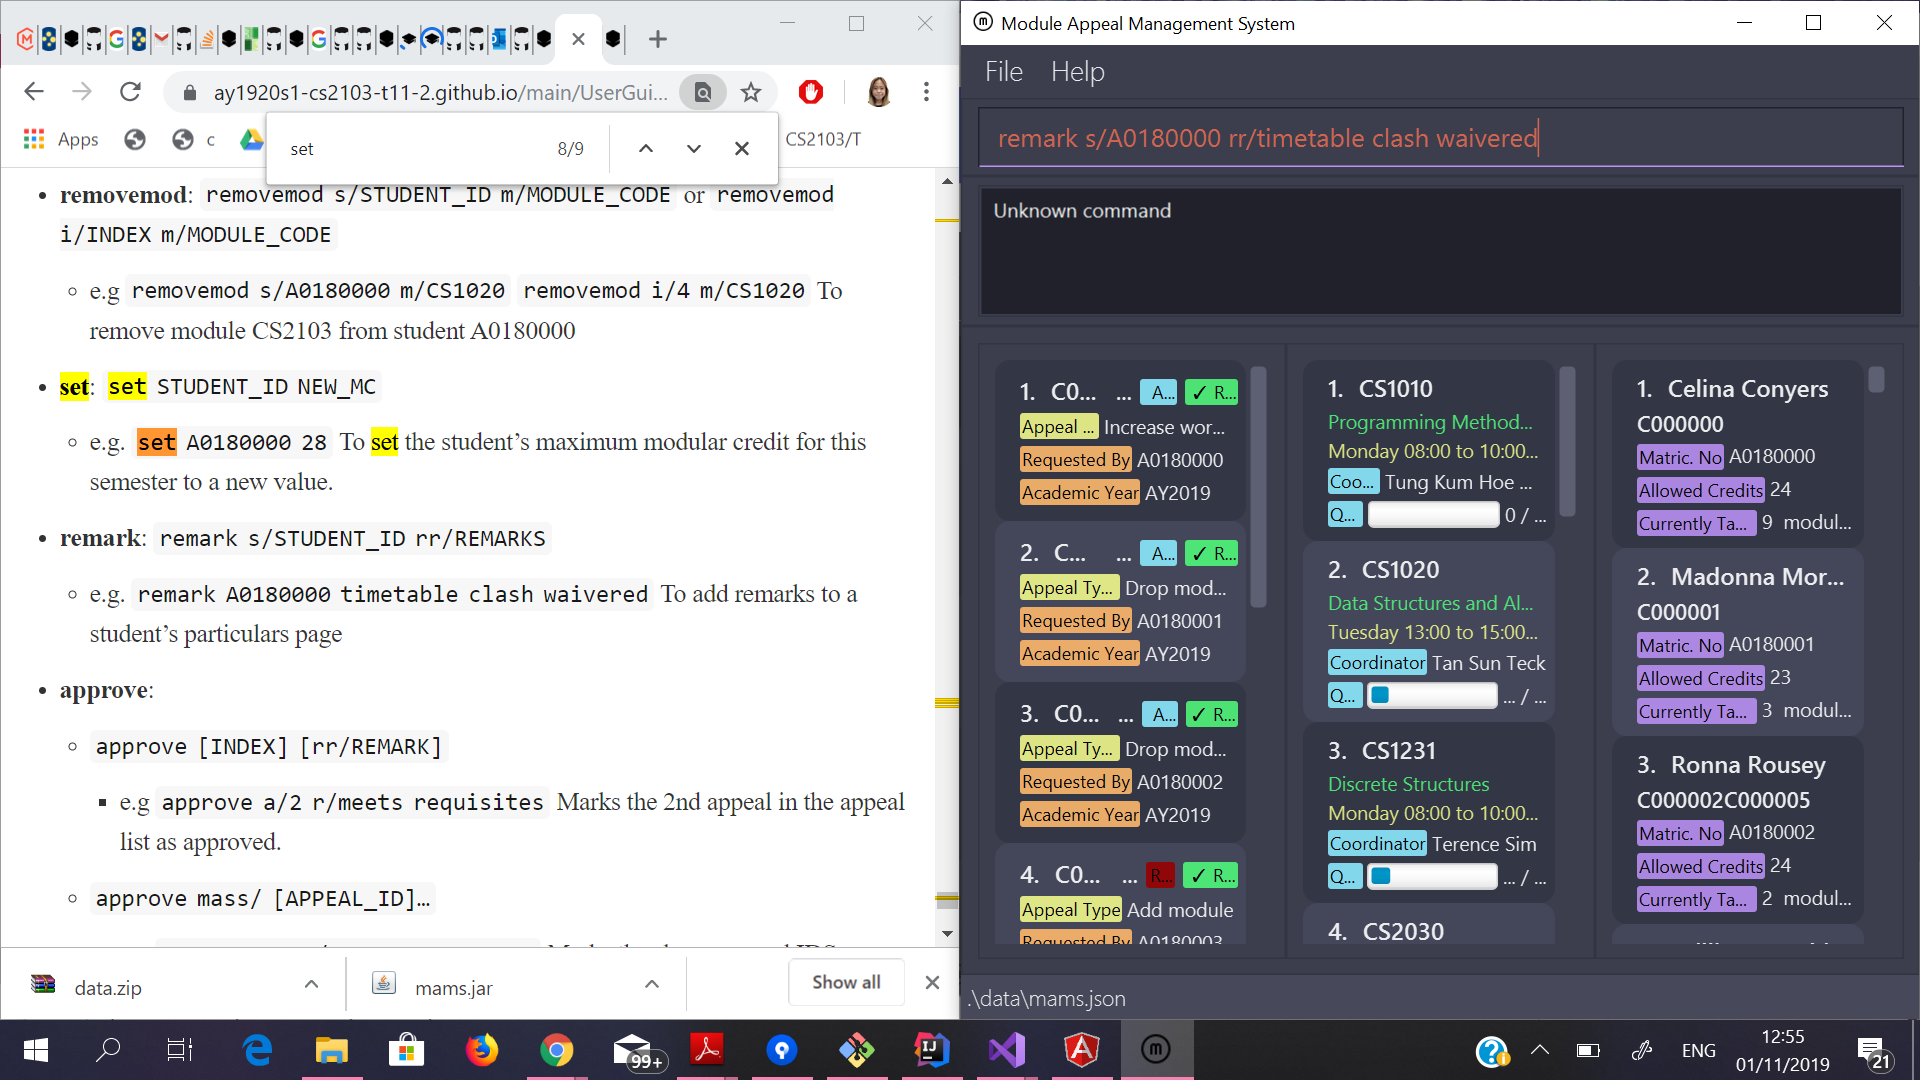 ay1920s1-cs2103-t11-2.github.io/main/UserGui...
Apps
c
CS2103/T
set
8/9
removemod: removemod s/STUDENT_ID m/MODULE_CODE or removemod
i/INDEX m/MODULE_CODE
e.g removemod s/A0180000 m/CS1020 removemod i/4 m/CS1020 To
remove module CS2103 from student A0180000
set: set STUDENT_ID NEW_MC
e.g. set A0180000 28 To set the student's maximum modular credit for this
semester to a new value.
remark: remark s/STUDENT_ID rr/REMARKS
e.g. remark A0180000 timetable clash waivered To add remarks to a
student's particulars page
approve:
approve [INDEX] [rr/REMARK]
e.g approve a/2 r/meets requisites Marks the 2nd appeal in the appeal
list as approved.
approve mass/ [APPEAL_ID]…
data.zip
mams.jar
Show all
Module Appeal Management System
File Help
remark s/A0180000 rr/timetable clash waivered
Unknown command
1. C0... ... A... ✓ R...
Appeal ... Increase wor...
Requested By A0180000
Academic Year AY2019
2. C... ... A... ✓ R...
Appeal Ty... Drop mod...
Requested By A0180001
Academic Year AY2019
3. C0... ... A... ✓ R...
Appeal Ty... Drop mod...
Requested By A0180002
Academic Year AY2019
4. C0... ... R... ✓ R...
Appeal Type Add module
Requested By A0180003
1. CS1010
Programming Method...
Monday 08:00 to 10:00...
Coo... Tung Kum Hoe ...
Q... 0 / ...
2. CS1020
Data Structures and Al...
Tuesday 13:00 to 15:00...
Coordinator Tan Sun Teck
Q... ... / ...
3. CS1231
Discrete Structures
Monday 08:00 to 10:00...
Coordinator Terence Sim
Q... ... / ...
4. CS2030
1. Celina Conyers
C000000
Matric. No A0180000
Allowed Credits 24
Currently Ta... 9 modul...
2. Madonna Mor...
C000001
Matric. No A0180001
Allowed Credits 23
Currently Ta... 3 modul...
3. Ronna Rousey
C000002C000005
Matric. No A0180002
Allowed Credits 24
Currently Ta... 2 modul...
.\data\mams.json
99+
ENG
12:55
01/11/2019
21